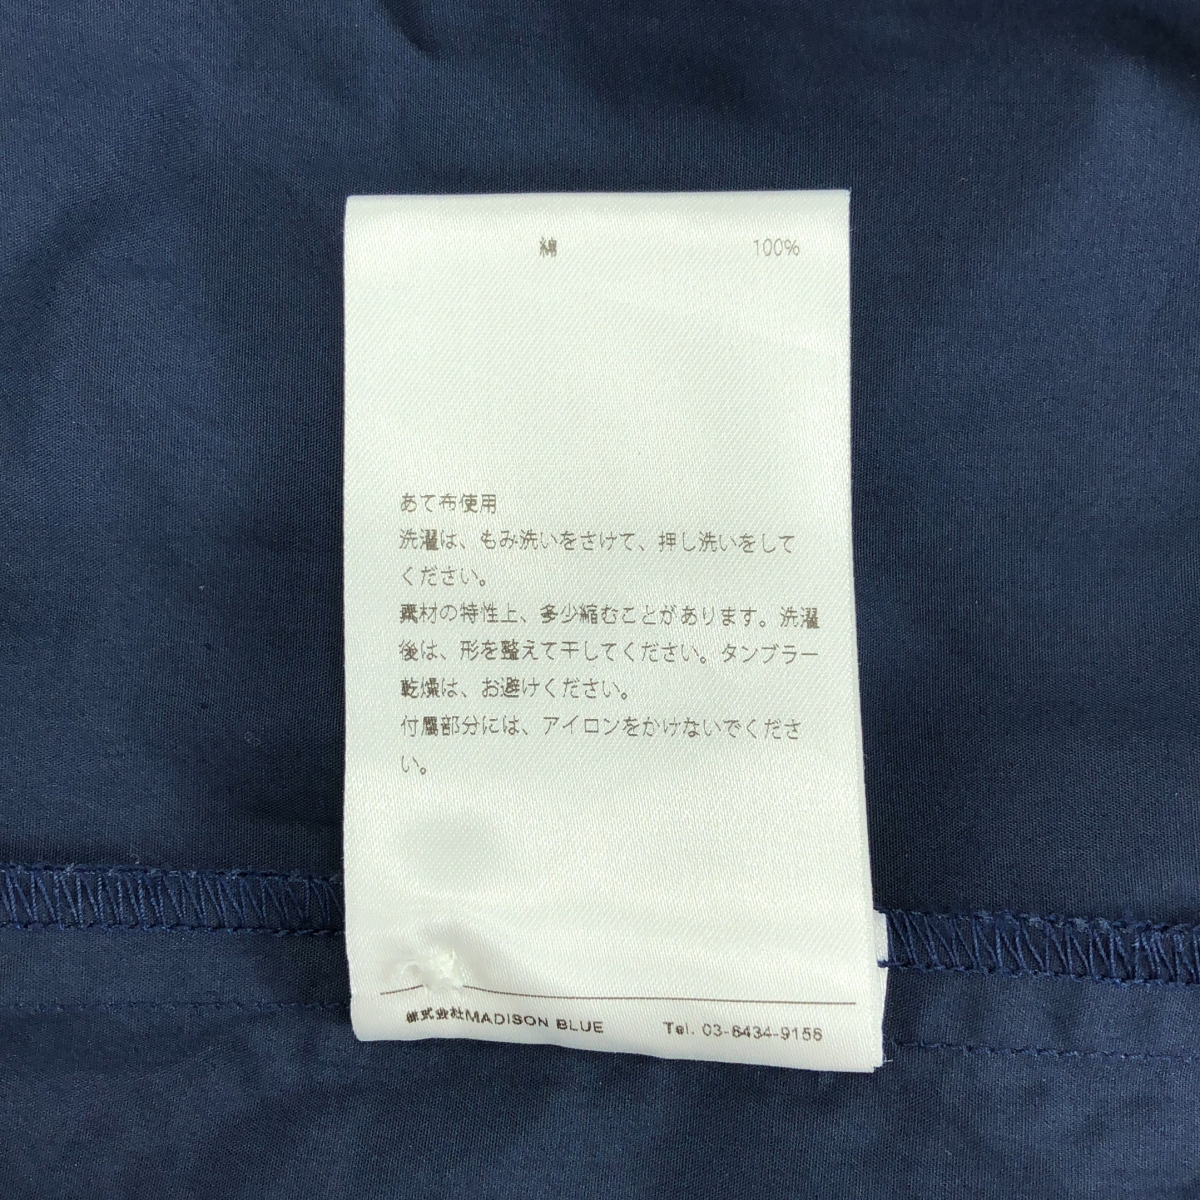 綿 100%
あて布使用
洗濯は、もみ洗いをさけて、押し洗いをして
ください。
素材の特性上、多少縮むことがあります。洗濯
後は、形を整えて干してください。タンブラー
乾燥は、お避けください。
付属部分には、アイロンをかけないでくださ
い。
株式会社MADISON BLUE Tel. 03-6434-9156